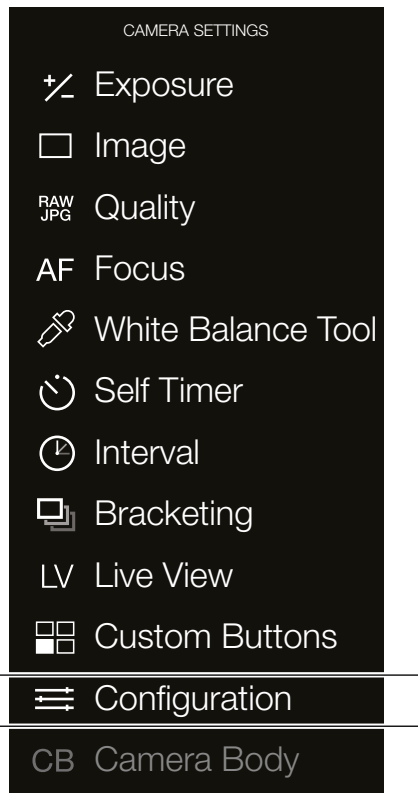 CAMERA SETTINGS
+/- Exposure
Image
RAW JPG Quality
AF Focus
White Balance Tool
Self Timer
Interval
Bracketing
LV Live View
Custom Buttons
Configuration
CB Camera Body